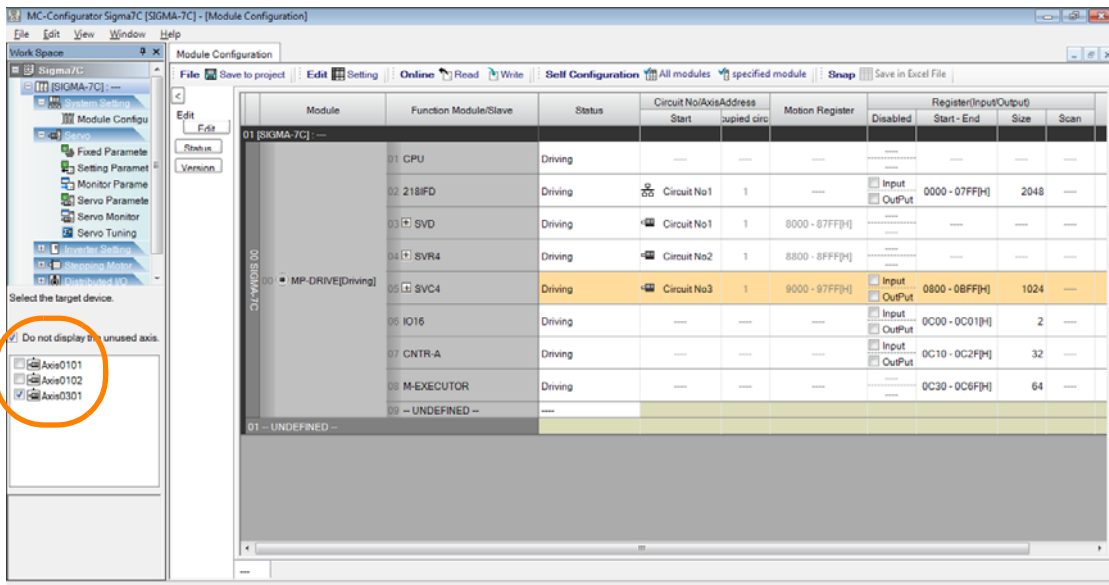 MC-Configurator Sigma7C [SIGMA-7C] - [Module Configuration]
File Edit View Window Help
Work Space
Sigma7C
[SIGMA-7C] : ---
System Setting
Module Configu
Servo
Fixed Paramete
Setting Paramet
Monitor Parame
Servo Paramete
Servo Monitor
Servo Tuning
Inverter Setting
Stepping Motor
Distributed I/O
Select the target device.
Do not display the unused axis.
Axis0101
Axis0102
Axis0301
Module Configuration
File Save to project Edit Setting Online Read Write Self Configuration All modules specified module Snap Save in Excel File
<
Edit
Edit
Status
Version
Module Function Module/Slave Status Circuit No/AxisAddress Motion Register Register(Input/Output)
Start cupied circ Disabled Start - End Size Scan
01 [SIGMA-7C] : ---
00 SIGMA-7C
00 MP-DRIVE[Driving]
01 CPU Driving ---- ---- ---- ---- ---- ---- ---- ----
02 218IFD Driving Circuit No1 1 ---- Input OutPut 0000 - 07FF[H] 2048 ----
03 + SVD Driving Circuit No1 1 8000 - 87FF[H] ---- ---- ---- ---- ----
04 + SVR4 Driving Circuit No2 1 8800 - 8FFF[H] ---- ---- ---- ---- ----
05 + SVC4 Driving Circuit No3 1 9000 - 97FF[H] Input OutPut 0800 - 0BFF[H] 1024 ----
06 IO16 Driving ---- ---- ---- Input OutPut 0C00 - 0C01[H] 2 ----
07 CNTR-A Driving ---- ---- ---- Input OutPut 0C10 - 0C2F[H] 32 ----
08 M-EXECUTOR Driving ---- ---- ---- ---- ---- 0C30 - 0C6F[H] 64 ----
09 -- UNDEFINED -- ----
01 -- UNDEFINED --
----